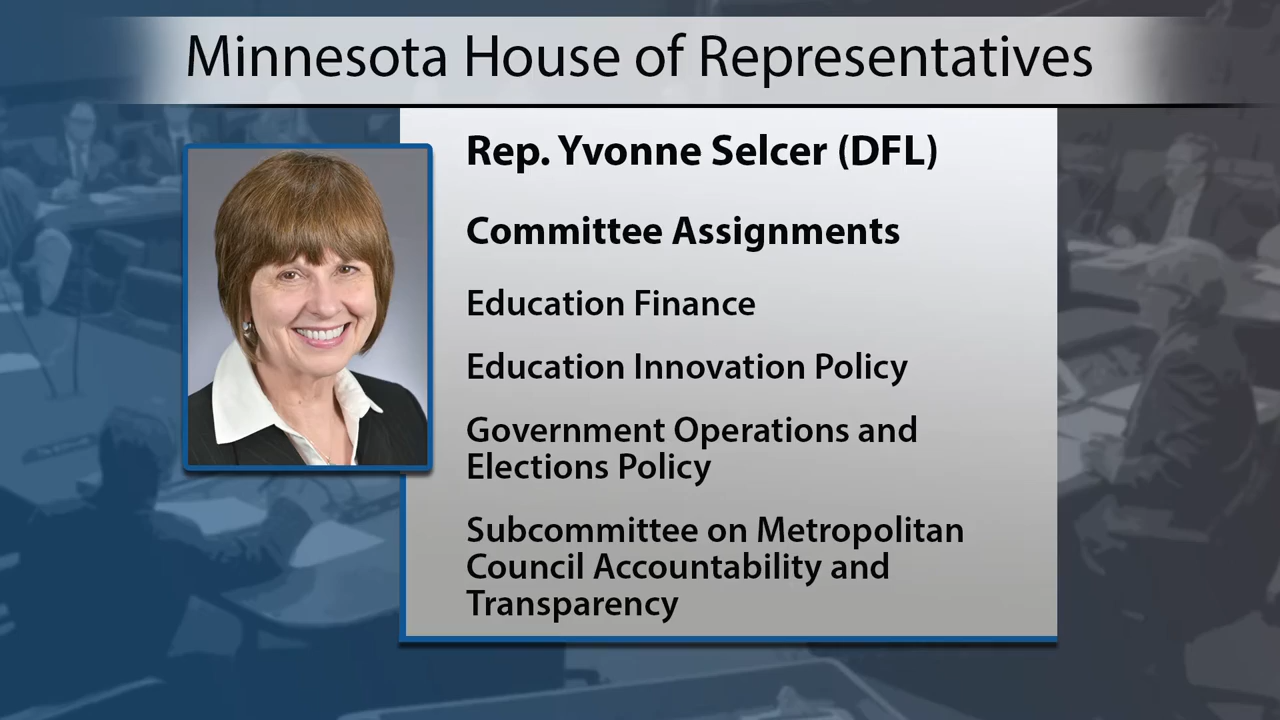 Minnesota House of Representatives
Rep. Yvonne Selcer (DFL)
Committee Assignments
Education Finance
Education Innovation Policy
Government Operations and
Elections Policy
Subcommittee on Metropolitan
Council Accountability and
Transparency